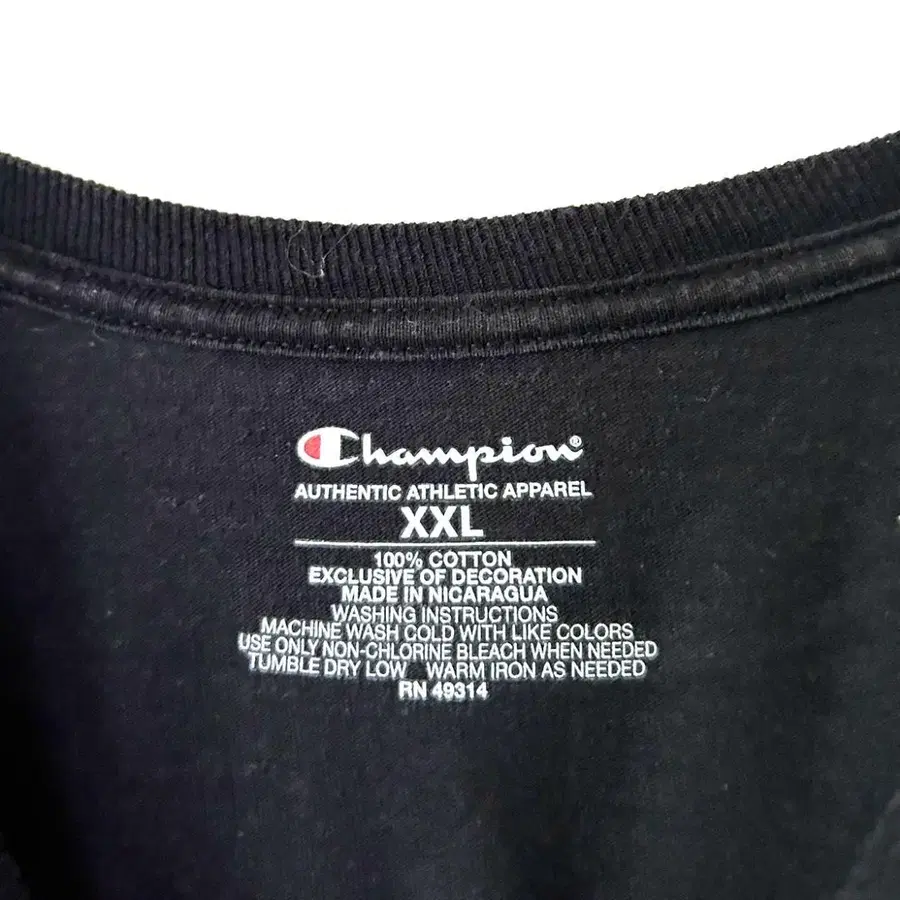 Champion®
AUTHENTIC ATHLETIC APPAREL
XXL
100% COTTON
EXCLUSIVE OF DECORATION
MADE IN NICARAGUA
WASHING INSTRUCTIONS
MACHINE WASH COLD WITH LIKE COLORS
USE ONLY NON-CHLORINE BLEACH WHEN NEEDED
TUMBLE DRY LOW WARM IRON AS NEEDED
RN 49314